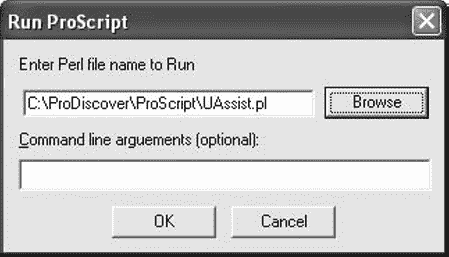 Run ProScript
Enter Perl file name to Run
C:\ProDiscover\ProScript\UAssist.pl
Browse
Command line arguements (optional):
OK
Cancel